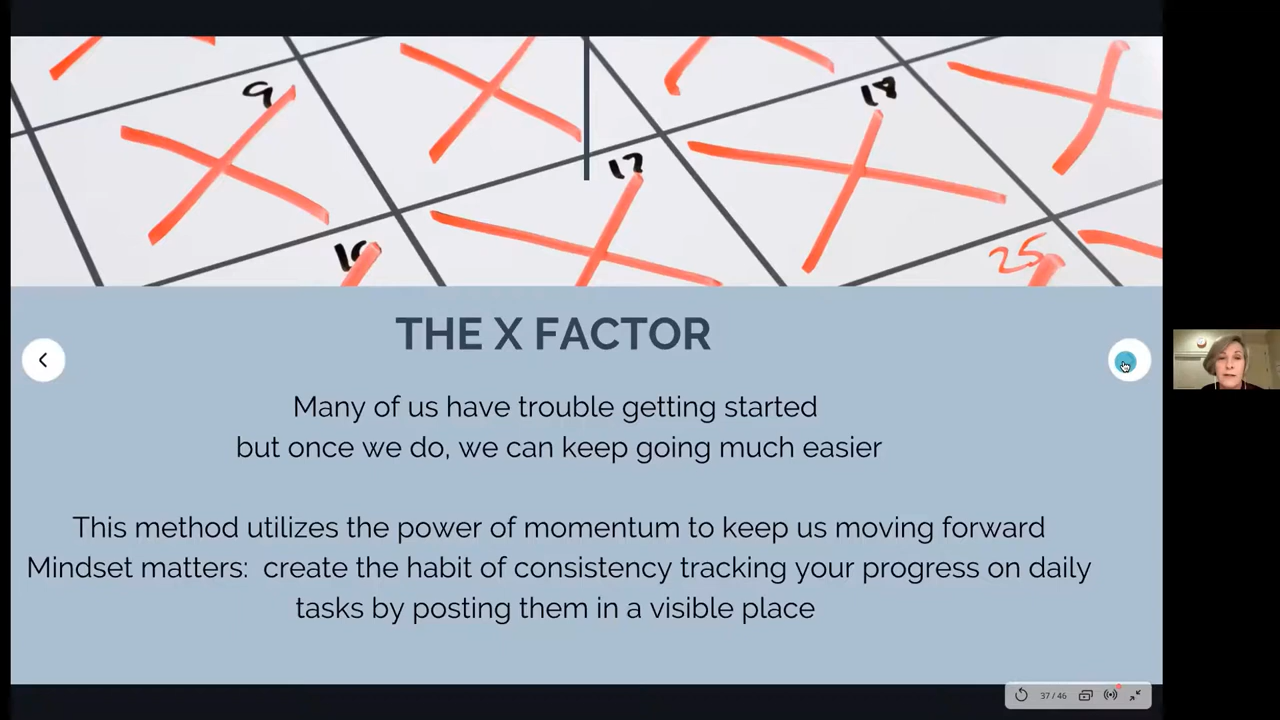 9
17
18
25
THE X FACTOR
Many of us have trouble getting started
but once we do, we can keep going much easier
This method utilizes the power of momentum to keep us moving forward
Mindset matters: create the habit of consistency tracking your progress on daily
tasks by posting them in a visible place
37 / 46